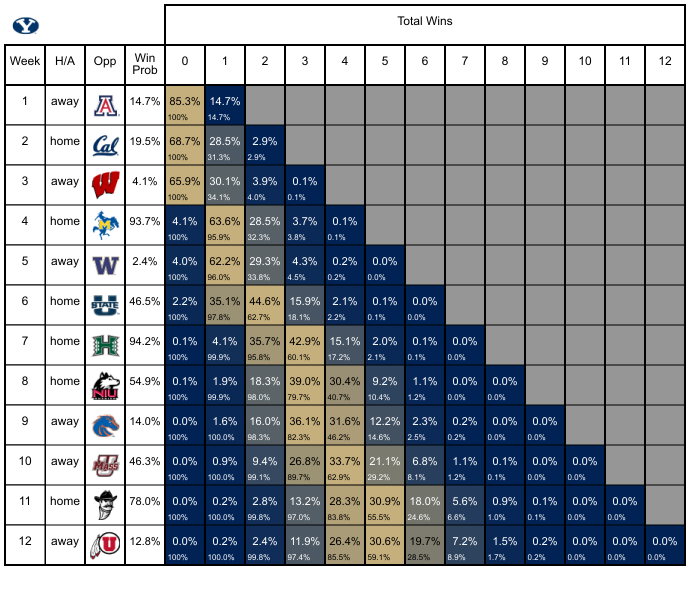 Y
Total Wins
Week H/A Opp Win Prob 0 1 2 3 4 5 6 7 8 9 10 11 12
1 away A 14.7% 85.3% 14.7%
100% 14.7%
2 home Cal 19.5% 68.7% 28.5% 2.9%
100% 31.3% 2.9%
3 away W 4.1% 65.9% 30.1% 3.9% 0.1%
100% 34.1% 4.0% 0.1%
4 home M 93.7% 4.1% 63.6% 28.5% 3.7% 0.1%
100% 95.9% 32.3% 3.8% 0.1%
5 away W 2.4% 4.0% 62.2% 29.3% 4.3% 0.2% 0.0%
100% 96.0% 33.8% 4.5% 0.2% 0.0%
6 home U STATE 46.5% 2.2% 35.1% 44.6% 15.9% 2.1% 0.1% 0.0%
100% 97.8% 62.7% 18.1% 2.2% 0.1% 0.0%
7 home H 94.2% 0.1% 4.1% 35.7% 42.9% 15.1% 2.0% 0.1% 0.0%
100% 99.9% 95.8% 60.1% 17.2% 2.1% 0.1% 0.0%
8 home NIU 54.9% 0.1% 1.9% 18.3% 39.0% 30.4% 9.2% 1.1% 0.0% 0.0%
100% 99.9% 98.0% 79.7% 40.7% 10.4% 1.2% 0.0% 0.0%
9 away 14.0% 0.0% 1.6% 16.0% 36.1% 31.6% 12.2% 2.3% 0.2% 0.0% 0.0%
100% 100.0% 98.3% 82.3% 46.2% 14.6% 2.5% 0.2% 0.0% 0.0%
10 away UMass 46.3% 0.0% 0.9% 9.4% 26.8% 33.7% 21.1% 6.8% 1.1% 0.1% 0.0% 0.0%
100% 100.0% 99.1% 89.7% 62.9% 29.2% 8.1% 1.2% 0.1% 0.0% 0.0%
11 home 78.0% 0.0% 0.2% 2.8% 13.2% 28.3% 30.9% 18.0% 5.6% 0.9% 0.1% 0.0% 0.0%
100% 100.0% 99.8% 97.0% 83.8% 55.5% 24.6% 6.6% 1.0% 0.1% 0.0% 0.0%
12 away U 12.8% 0.0% 0.2% 2.4% 11.9% 26.4% 30.6% 19.7% 7.2% 1.5% 0.2% 0.0% 0.0% 0.0%
100% 100.0% 99.8% 97.4% 85.5% 59.1% 28.5% 8.9% 1.7% 0.2% 0.0% 0.0% 0.0%